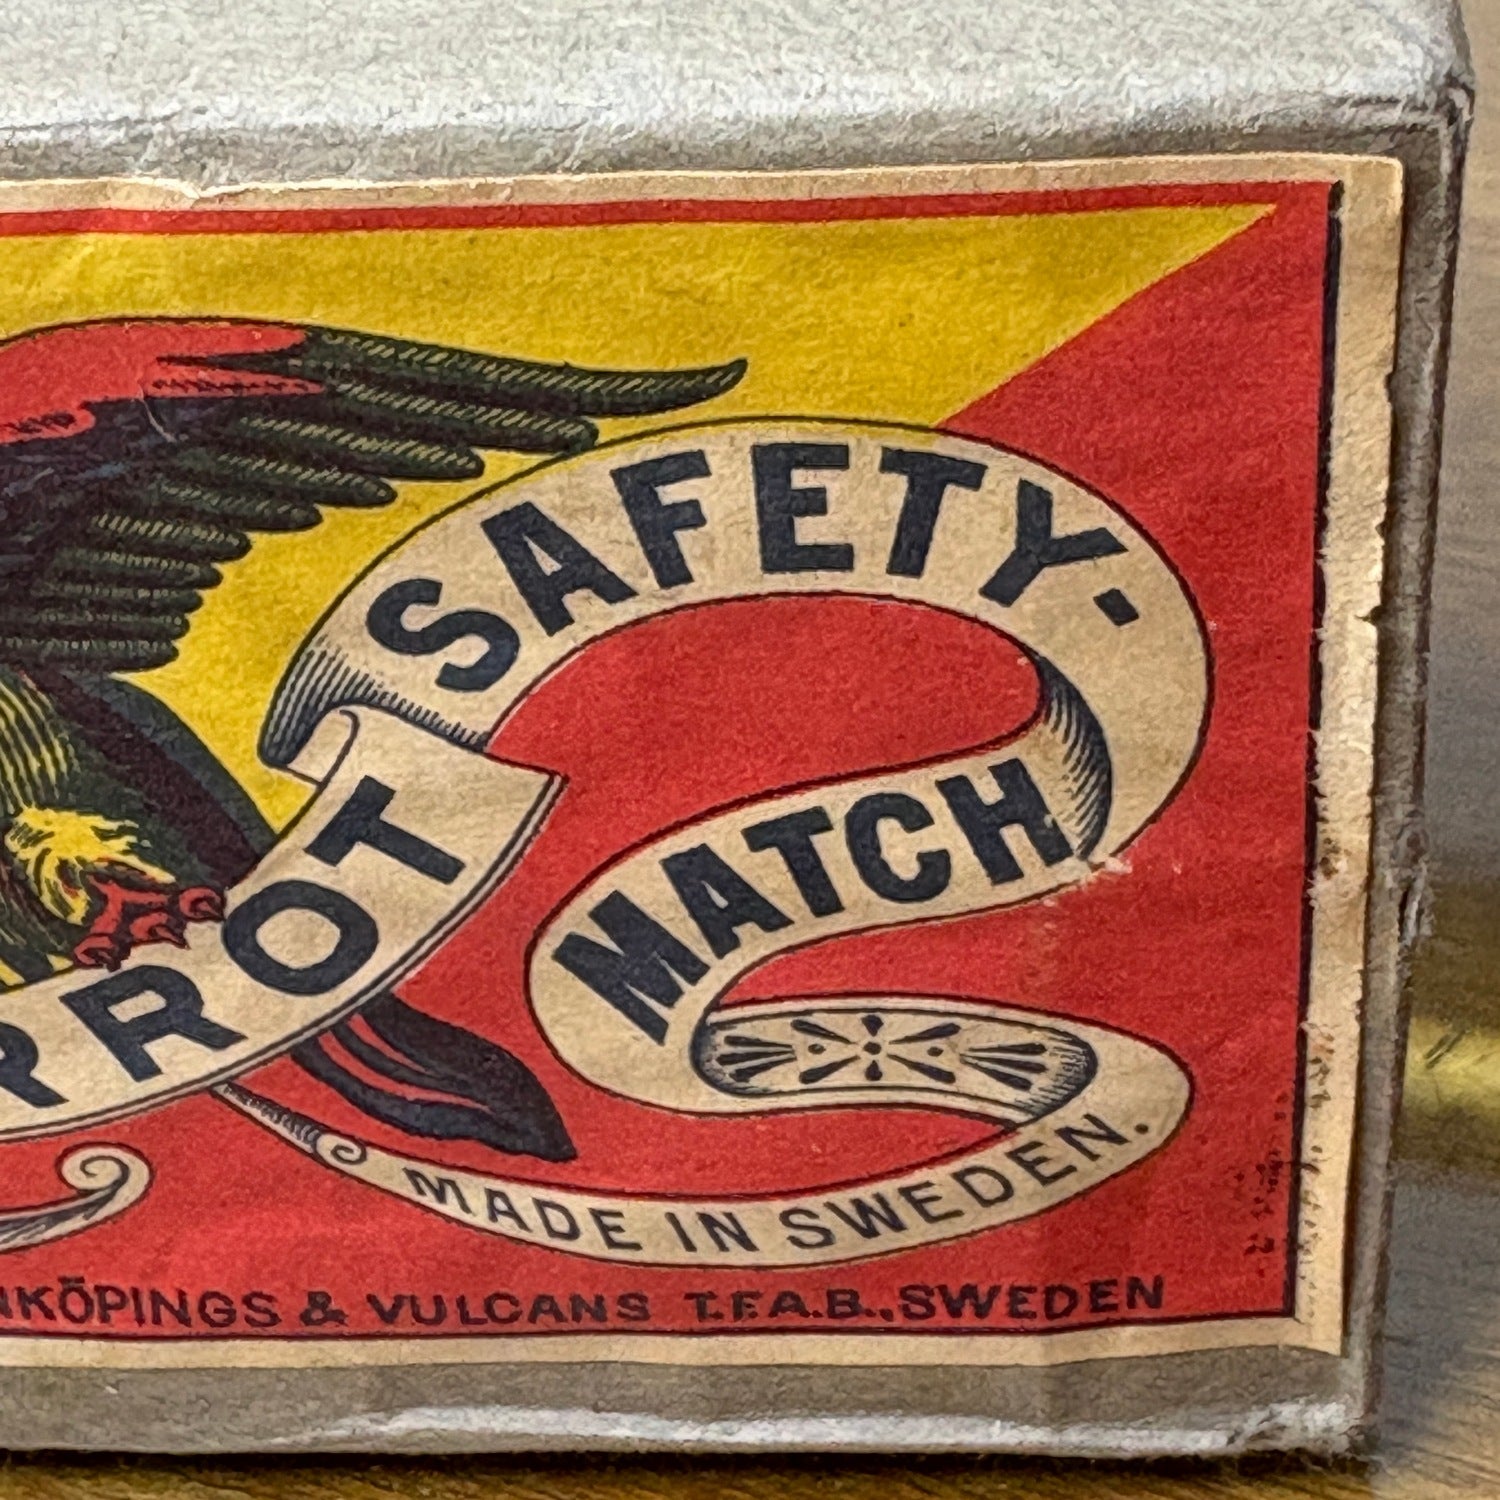 RROT
SAFETY-
MATCH
MADE IN SWEDEN.
NKÖPINGS & VULCANS T.F.A.B., SWEDEN